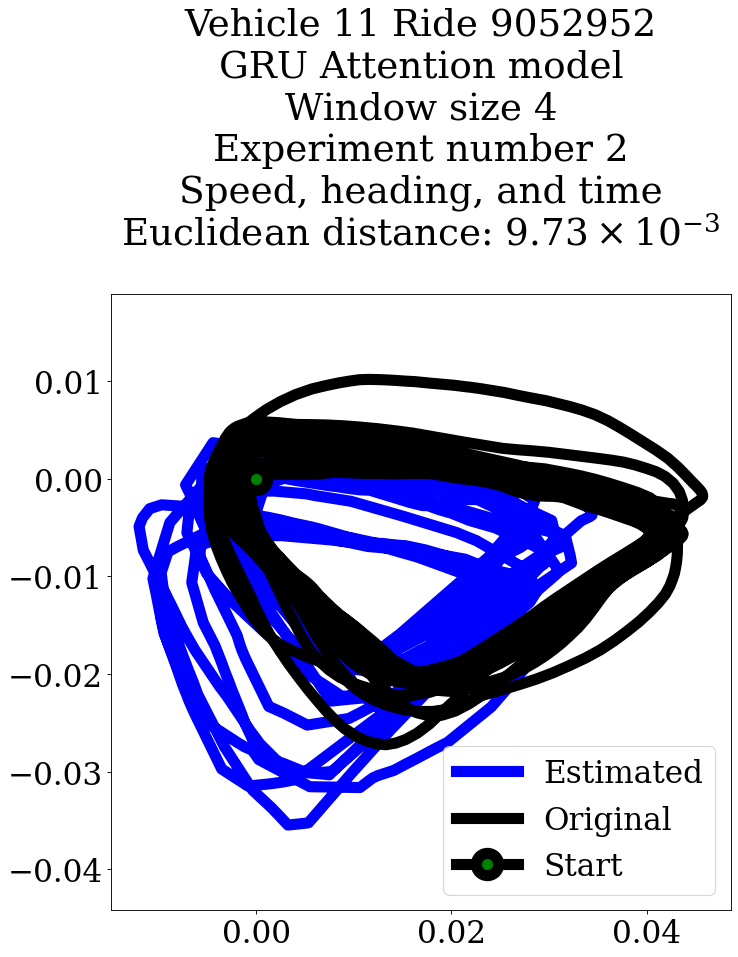 Vehicle 11 Ride 9052952
GRU Attention model
Window size 4
Experiment number 2
Speed, heading, and time
Euclidean distance: 9.73 × 10⁻³
0.01
0.00
−0.01
−0.02
−0.03
−0.04
Estimated
Original
Start
0.00 0.02 0.04